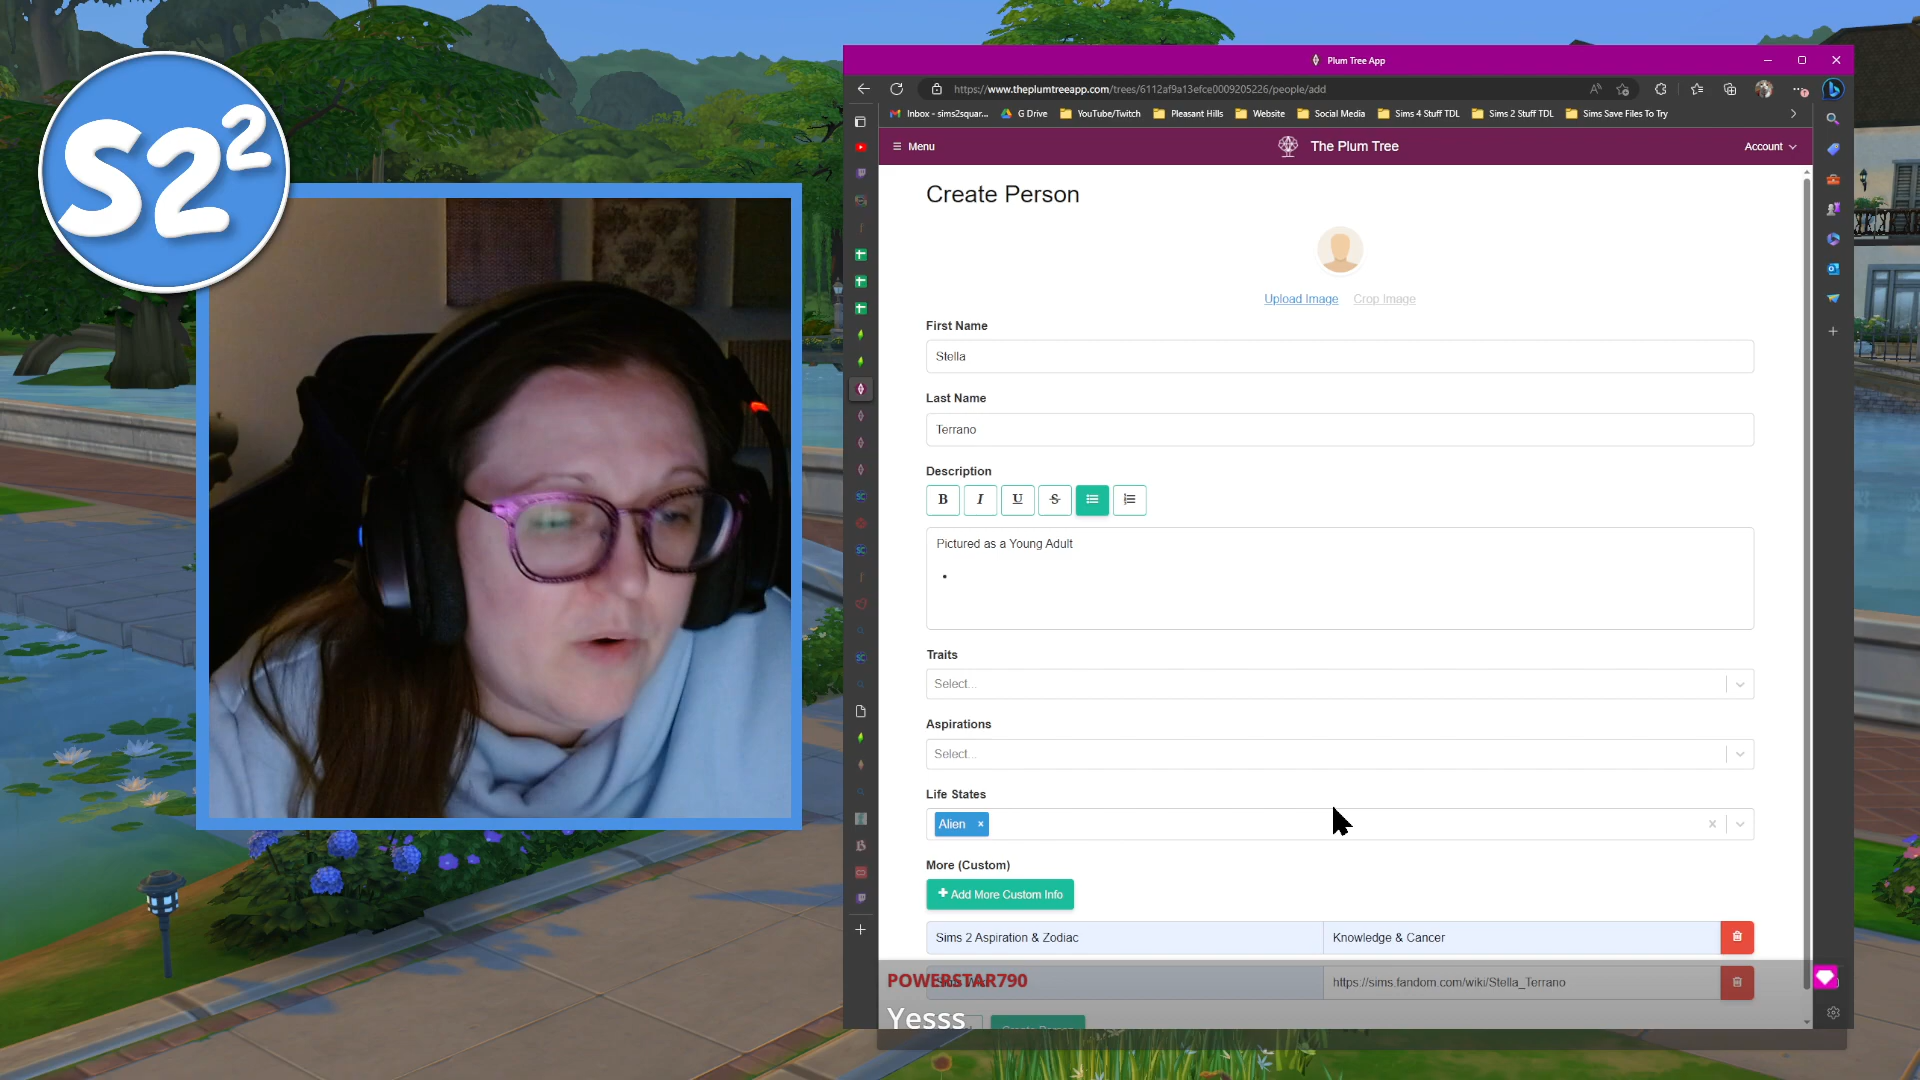 S2²
Plum Tree App
https://www.theplumtreeapp.com/trees/6112af9a13efce0009205226/people/add
Inbox - sims2squar... G Drive YouTube/Twitch Pleasant Hills Website Social Media Sims 4 Stuff TDL Sims 2 Stuff TDL Sims Save Files To Try
Menu The Plum Tree Account
Create Person
Upload Image Crop Image
First Name
Stella
Last Name
Terrano
Description
B I U S
Pictured as a Young Adult
Traits
Select...
Aspirations
Select...
Life States
Alien ×
More (Custom)
+ Add More Custom Info
Sims 2 Aspiration & Zodiac Knowledge & Cancer
POWERSTAR790
https://sims.fandom.com/wiki/Stella_Terrano
Yesss